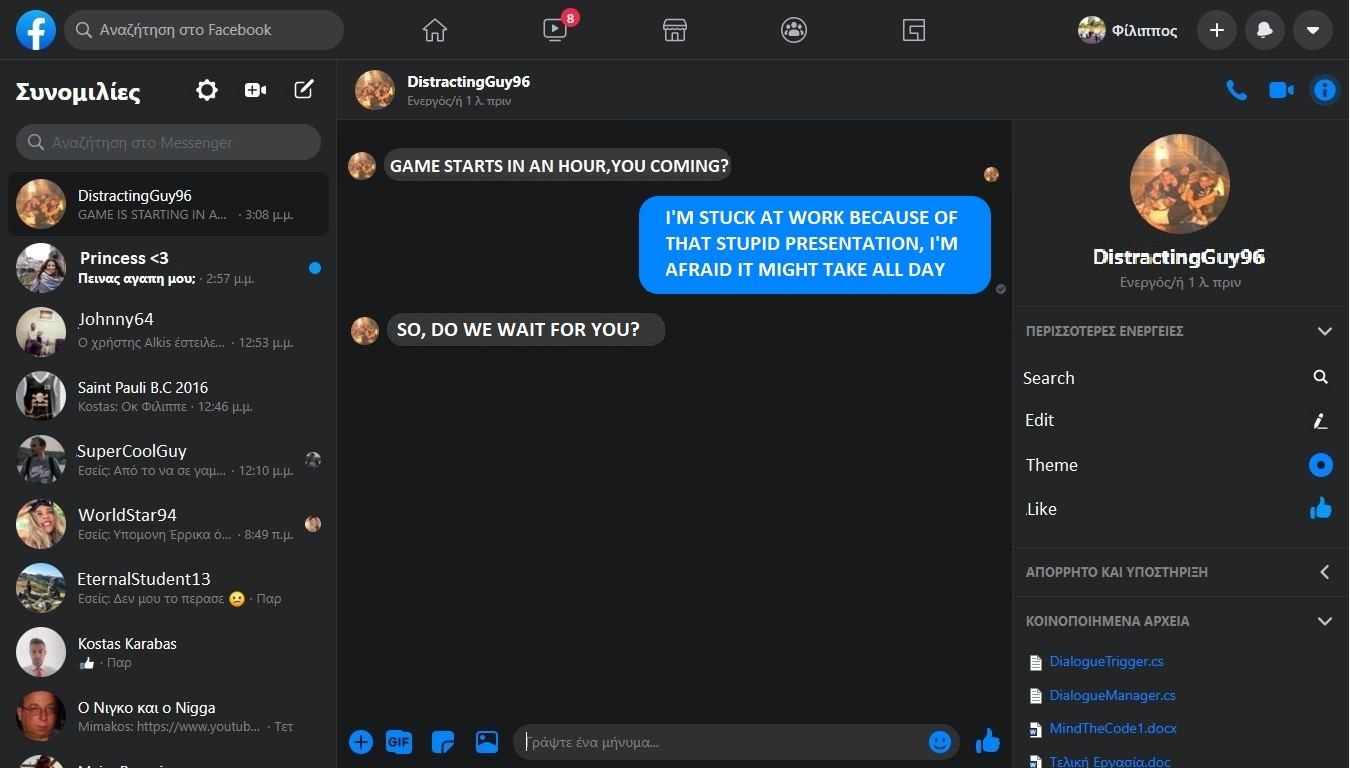 Αναζήτηση στο Facebook
8
Φίλιππος
Συνομιλίες
Αναζήτηση στο Messenger
DistractingGuy96
GAME IS STARTING IN A... · 3:08 μ.μ.
Princess <3
Πεινας αγαπη μου; · 2:57 μ.μ.
Johnny64
Ο χρήστης Alkis έστειλε... · 12:53 μ.μ.
Saint Pauli B.C 2016
Kostas: Οκ Φιλιππε · 12:46 μ.μ.
SuperCoolGuy
Εσείς: Από το να σε γαμ... · 12:10 μ.μ.
WorldStar94
Εσείς: Υπομονη Έρρικα ό... · 8:49 π.μ.
EternalStudent13
Εσείς: Δεν μου το περασε 😕 · Παρ
Kostas Karabas
👍 · Παρ
Ο Νιγκο και ο Nigga
Mimakos: https://www.youtub... · Τετ
DistractingGuy96
Ενεργός/ή 1 λ. πριν
GAME STARTS IN AN HOUR,YOU COMING?
I'M STUCK AT WORK BECAUSE OF
THAT STUPID PRESENTATION, I'M
AFRAID IT MIGHT TAKE ALL DAY
SO, DO WE WAIT FOR YOU?
GIF
Γράψτε ένα μήνυμα...
DistractingGuy96
Ενεργός/ή 1 λ. πριν
ΠΕΡΙΣΣΟΤΕΡΕΣ ΕΝΕΡΓΕΙΕΣ
Search
Edit
Theme
Like
ΑΠΟΡΡΗΤΟ ΚΑΙ ΥΠΟΣΤΗΡΙΞΗ
ΚΟΙΝΟΠΟΙΗΜΕΝΑ ΑΡΧΕΙΑ
DialogueTrigger.cs
DialogueManager.cs
MindTheCode1.docx
Τελική Εργασία.doc